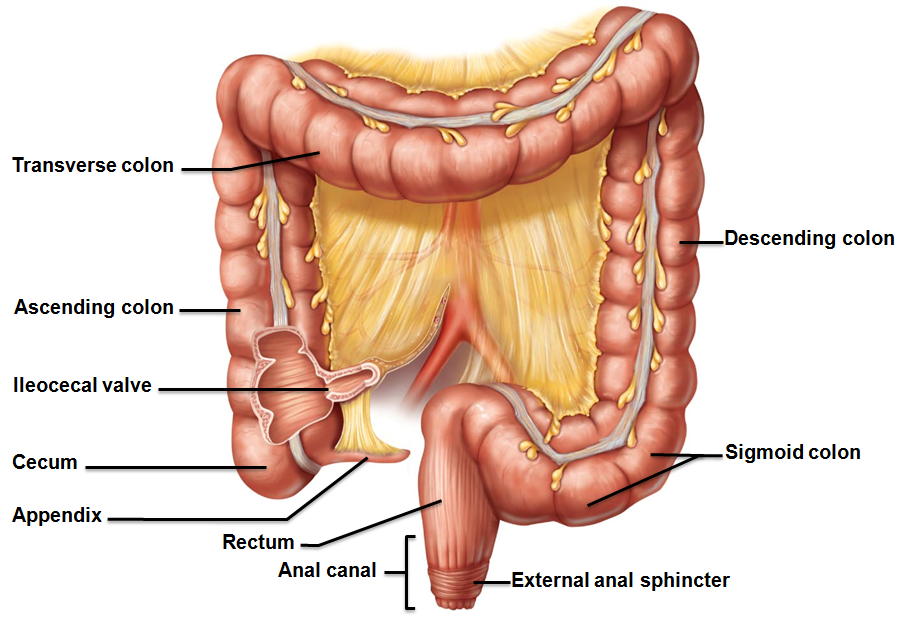 Transverse colon
Descending colon
Ascending colon
Ileocecal valve
Sigmoid colon
Cecum
Appendix
Rectum
Anal canal
External anal sphincter